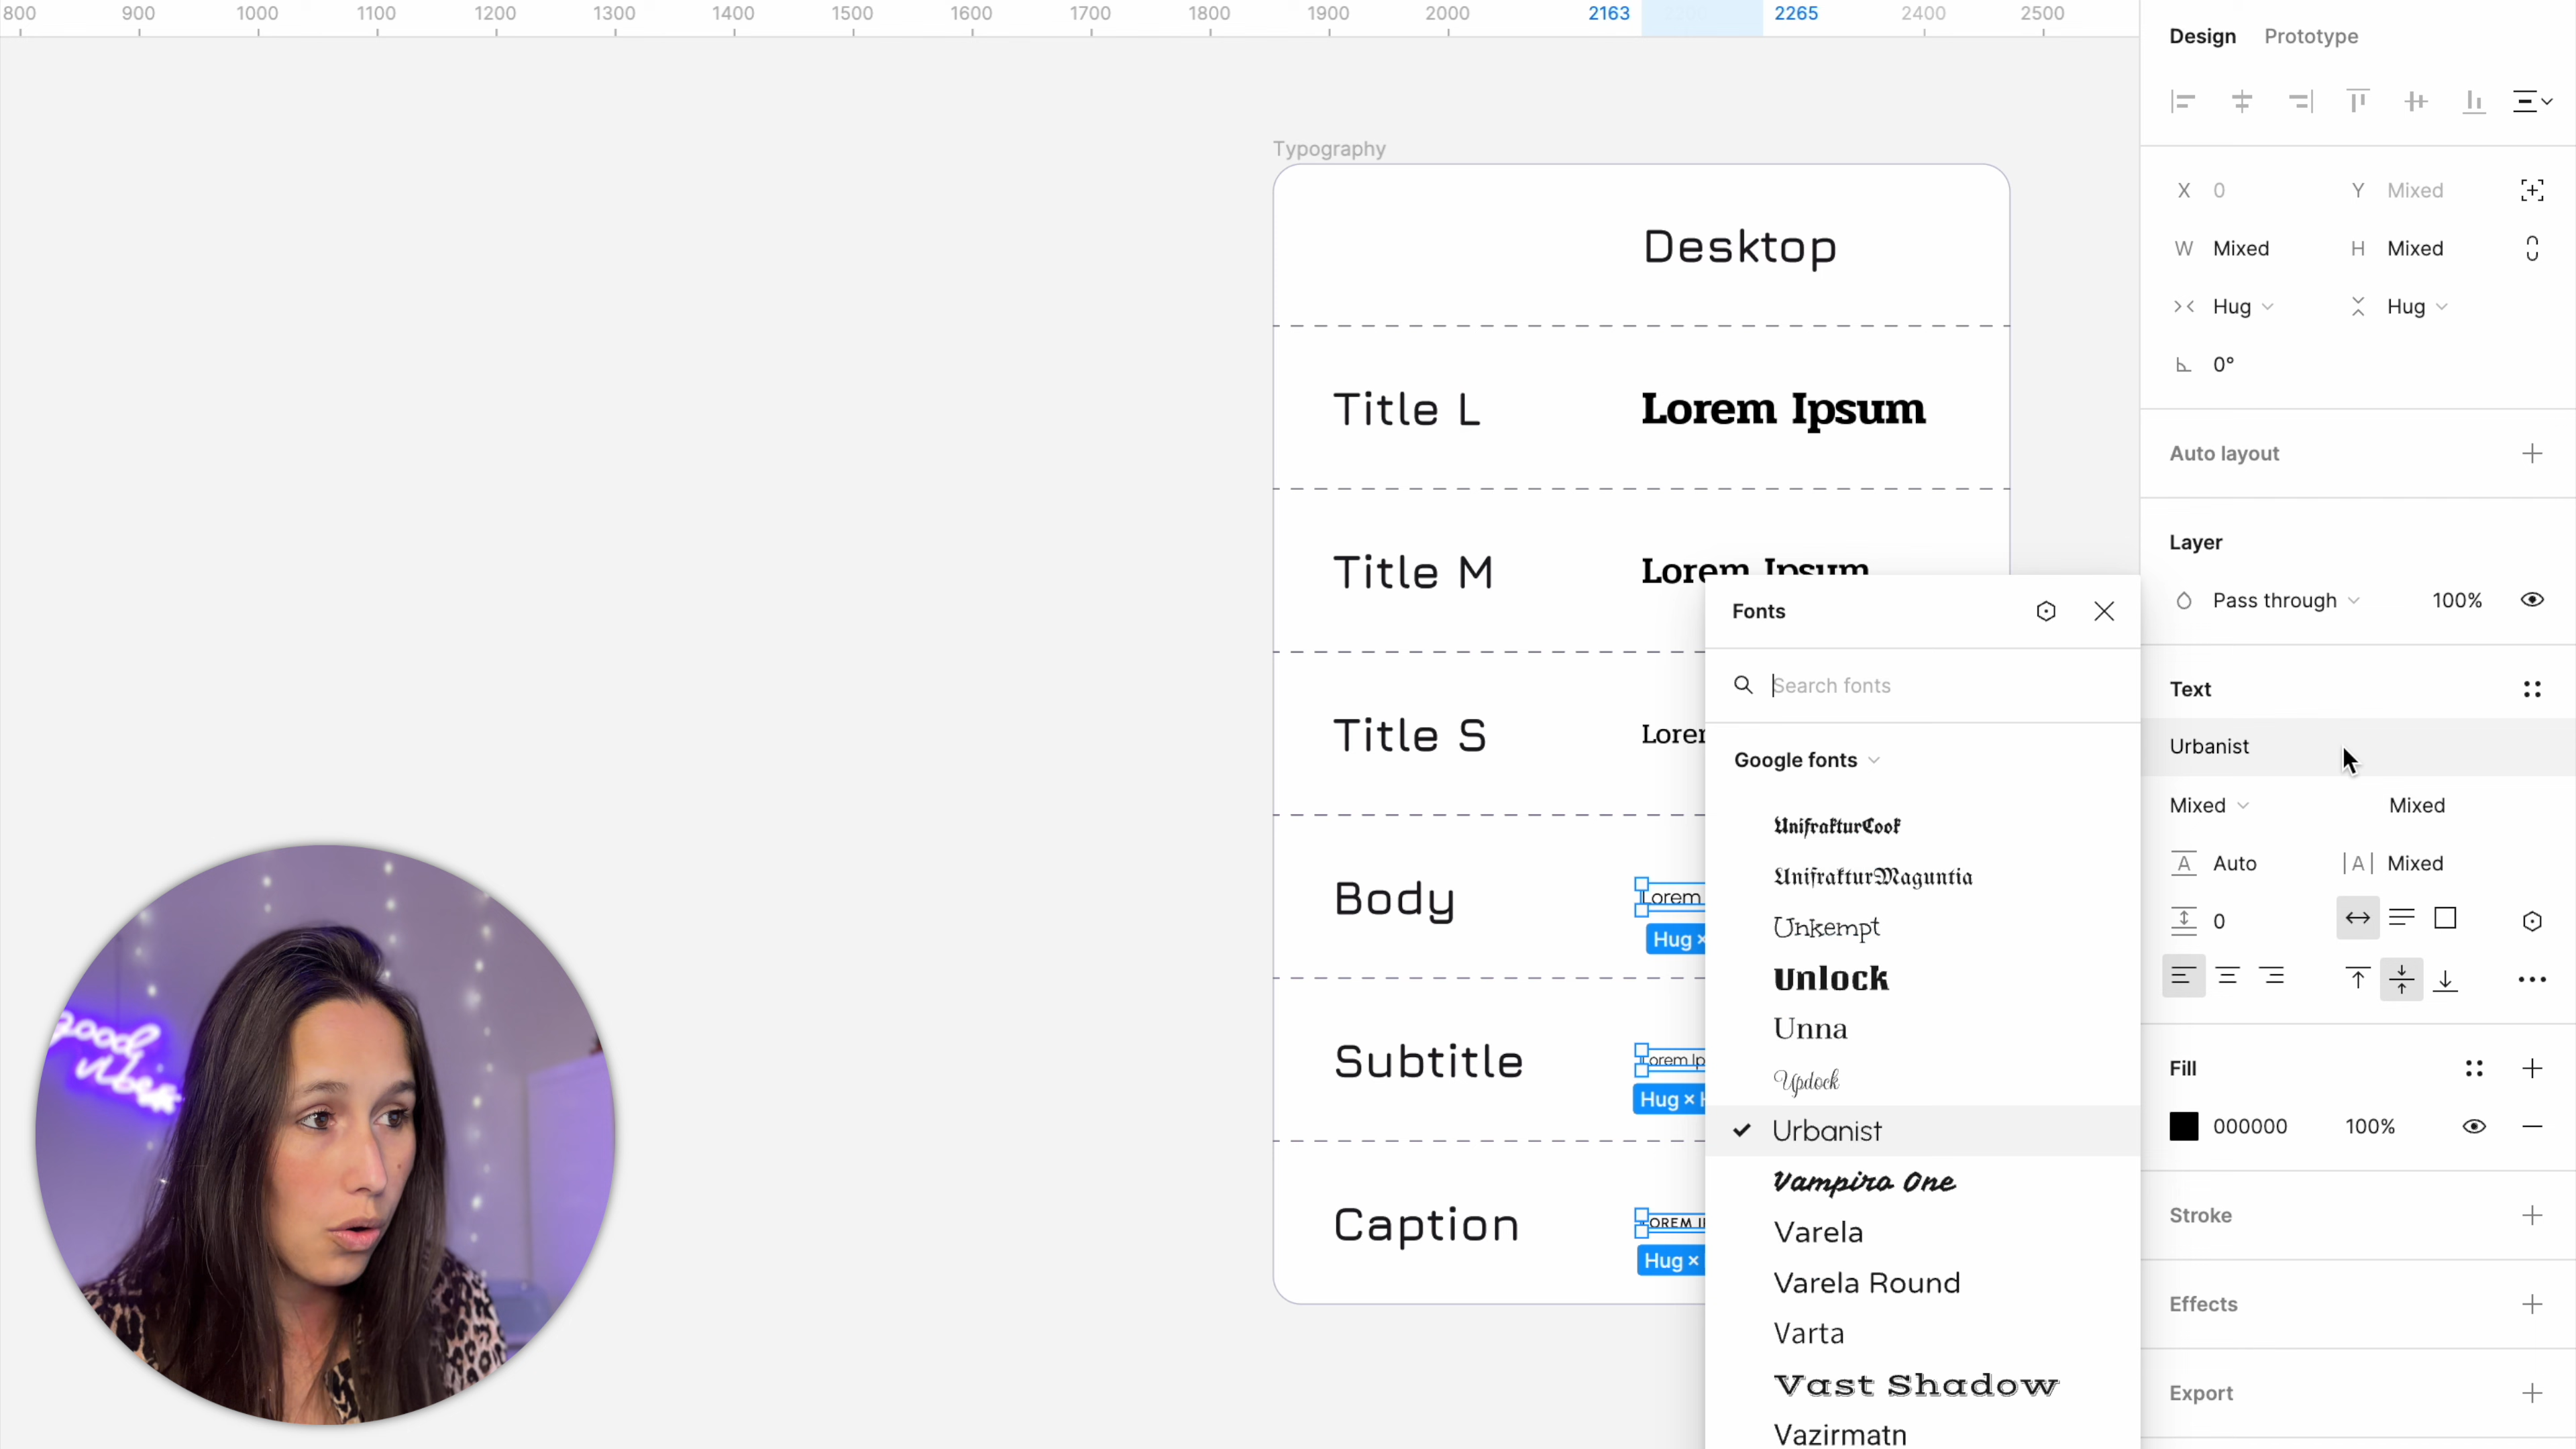 800 900 1000 1100 1200 1300 1400 1500 1600 1700 1800 1900 2000 2163 2265 2400 2500
Design Prototype
X 0 Y Mixed
W Mixed H Mixed
Hug Hug
0°
Auto layout
Layer
Pass through 100%
Text
Urbanist
Mixed Mixed
A Auto |A| Mixed
0
Fill
000000 100%
Stroke
Effects
Export
Typography
Desktop
Title L Lorem Ipsum
Title M Lorem Ipsum
Title S
Body Lorem
Hug ×
Subtitle
Hug ×
Caption
Hug ×
Fonts
Search fonts
Google fonts
UnifrakturCook
UnifrakturMaguntia
Unkempt
Unlock
Unna
Updock
Urbanist
Vampiro One
Varela
Varela Round
Varta
Vast Shadow
Vazirmatn
good
vibes